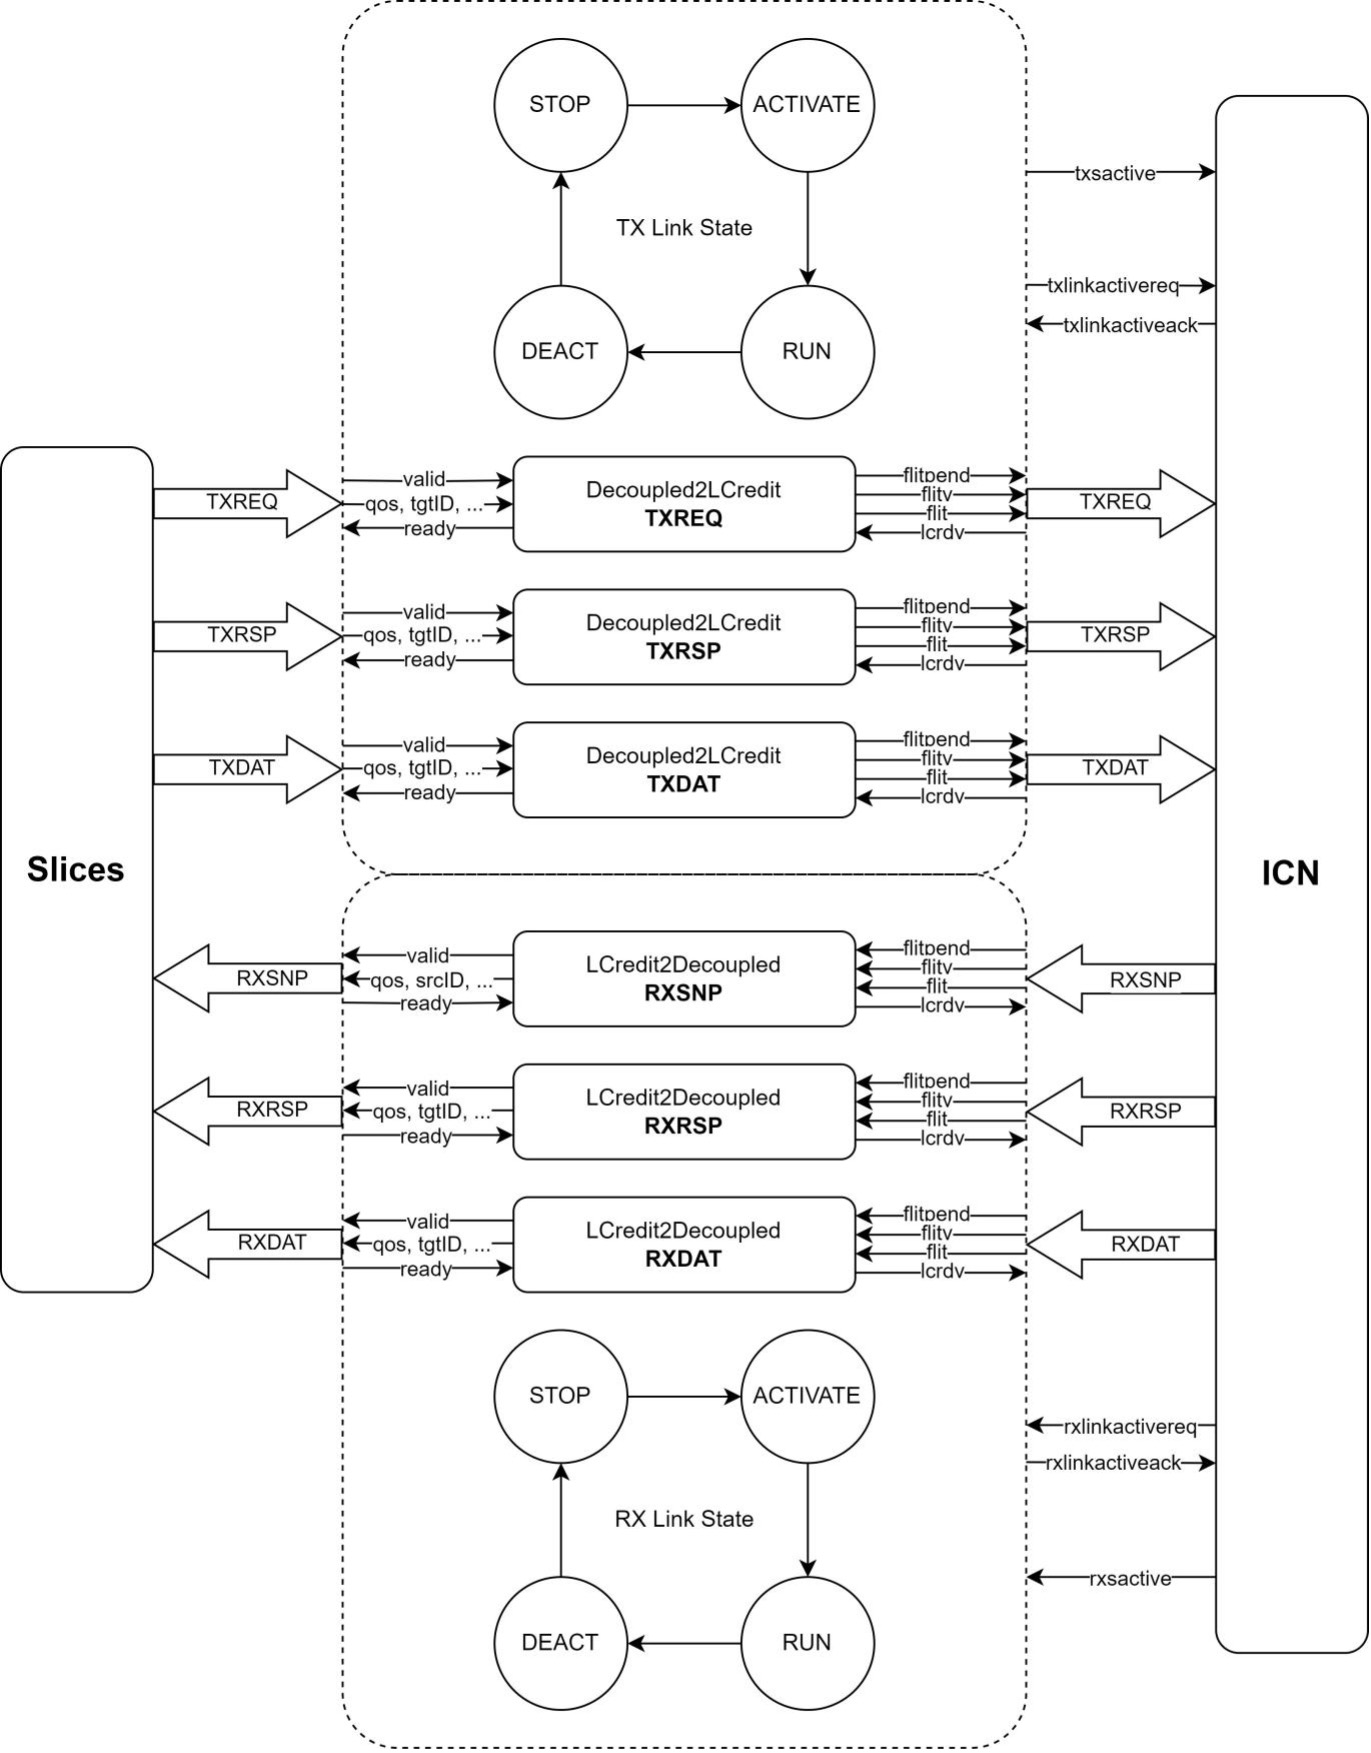 STOP
ACTIVATE
txsactive
TX Link State
txlinkactivereq
txlinkactiveack
DEACT
RUN
TXREQ
valid
qos, tgtID, ...
ready
Decoupled2LCredit
TXREQ
flitpend
flitv
flit
lcrdv
TXREQ
TXRSP
valid
qos, tgtID, ...
ready
Decoupled2LCredit
TXRSP
flitpend
flitv
flit
lcrdv
TXRSP
TXDAT
valid
qos, tgtID, ...
ready
Decoupled2LCredit
TXDAT
flitpend
flitv
flit
lcrdv
TXDAT
Slices
ICN
RXSNP
valid
qos, srcID, ...
ready
LCredit2Decoupled
RXSNP
flitpend
flitv
flit
lcrdv
RXSNP
RXRSP
valid
qos, tgtID, ...
ready
LCredit2Decoupled
RXRSP
flitpend
flitv
flit
lcrdv
RXRSP
RXDAT
valid
qos, tgtID, ...
ready
LCredit2Decoupled
RXDAT
flitpend
flitv
flit
lcrdv
RXDAT
STOP
ACTIVATE
rxlinkactivereq
rxlinkactiveack
RX Link State
rxsactive
DEACT
RUN